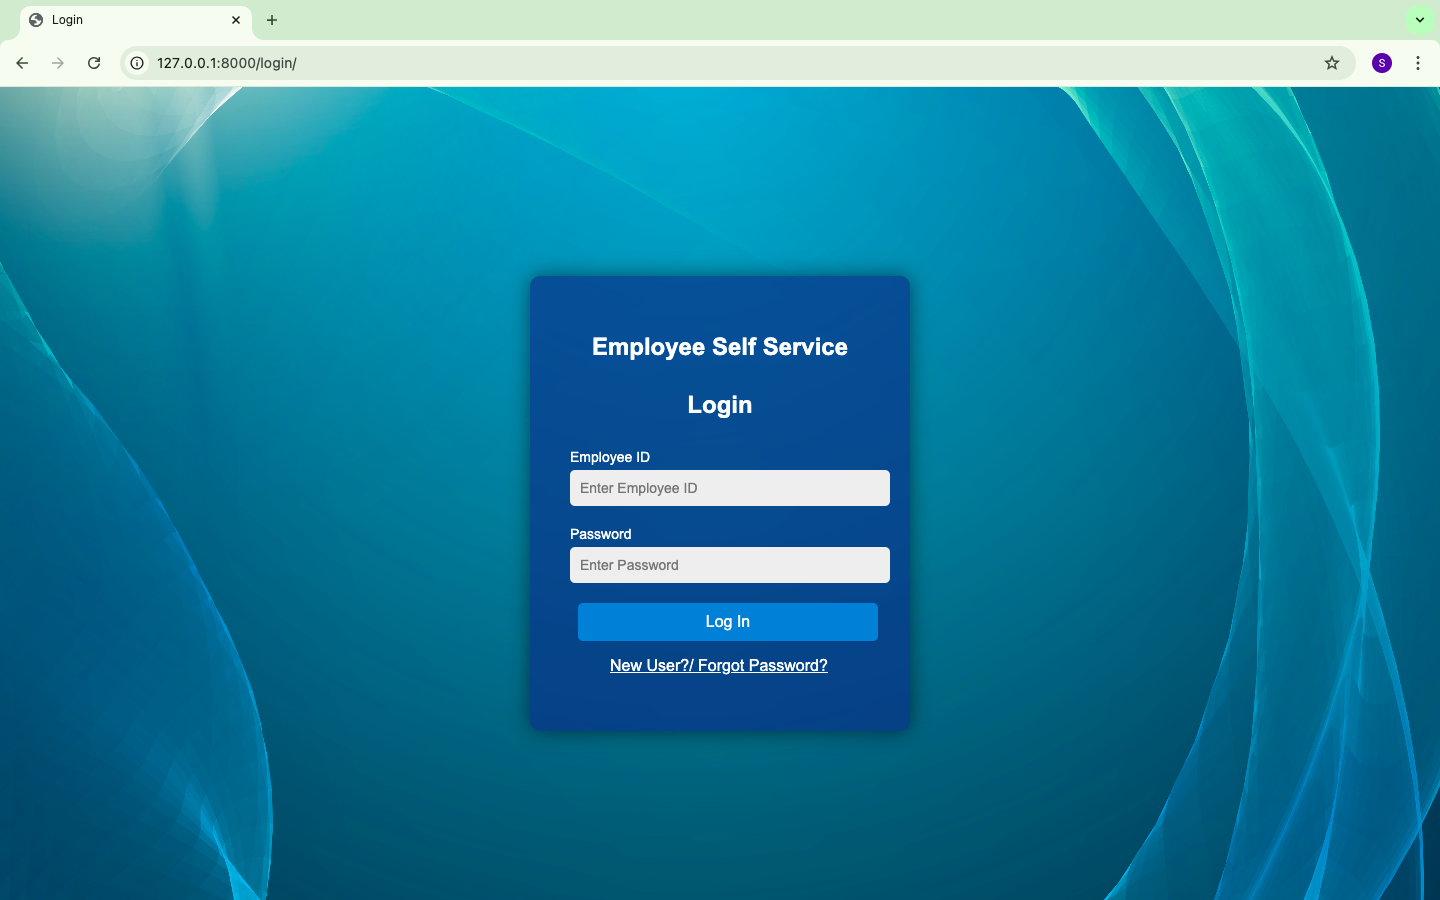 Login
127.0.0.1:8000/login/
S
Employee Self Service
Login
Employee ID
Enter Employee ID
Password
Enter Password
Log In
New User?/ Forgot Password?